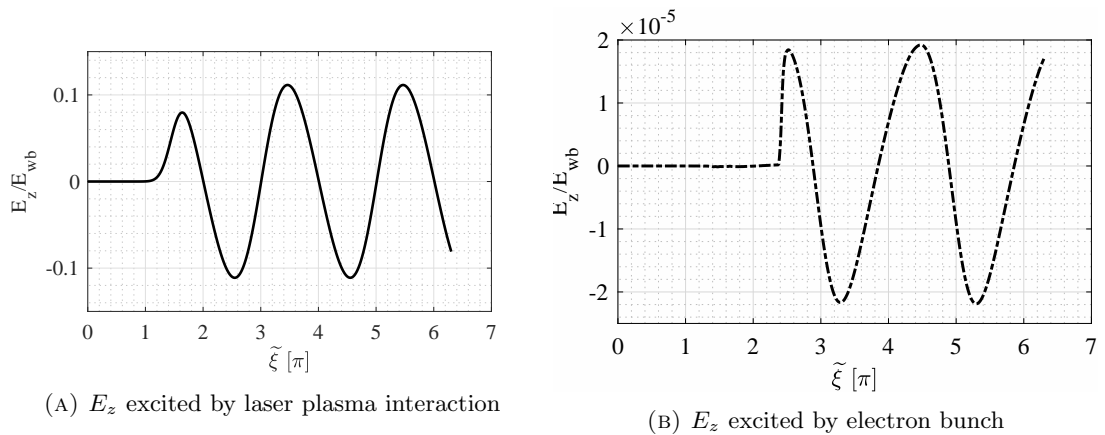 0.1
0
-0.1
E_z/E_wb
0 1 2 3 4 5 6 7
ξ̃ [π]
(A) E_z excited by laser plasma interaction
×10^-5
2
1
0
-1
-2
E_z/E_wb
0 1 2 3 4 5 6 7
ξ̃ [π]
(B) E_z excited by electron bunch